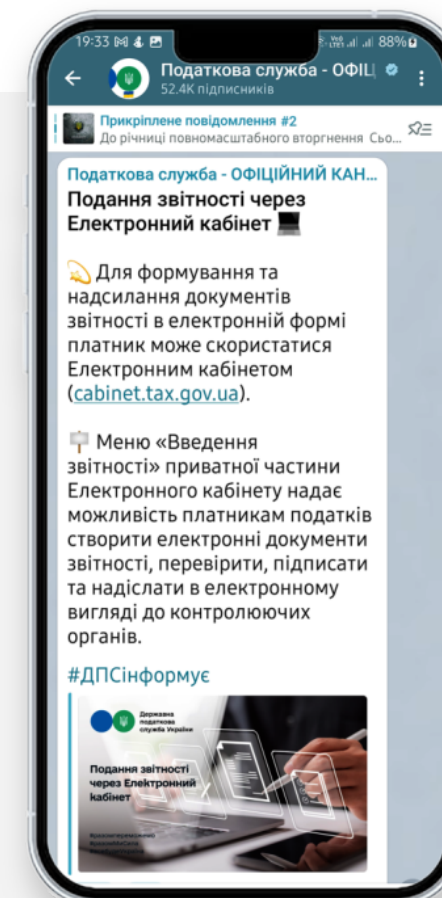 19:33
88%
Податкова служба - ОФІЦ
52.4K підписників
Прикріплене повідомлення #2
До річниці повномасштабного вторгнення Сьо...
Податкова служба - ОФІЦІЙНИЙ КАН...
Подання звітності через
Електронний кабінет
Для формування та
надсилання документів
звітності в електронній формі
платник може скористатися
Електронним кабінетом
(cabinet.tax.gov.ua).
Меню «Введення
звітності» приватної частини
Електронного кабінету надає
можливість платникам податків
створити електронні документи
звітності, перевірити, підписати
та надіслати в електронному
вигляді до контролюючих
органів.
#ДПСінформує
Державна
податкова
служба України
Подання звітності
через Електронний
кабінет